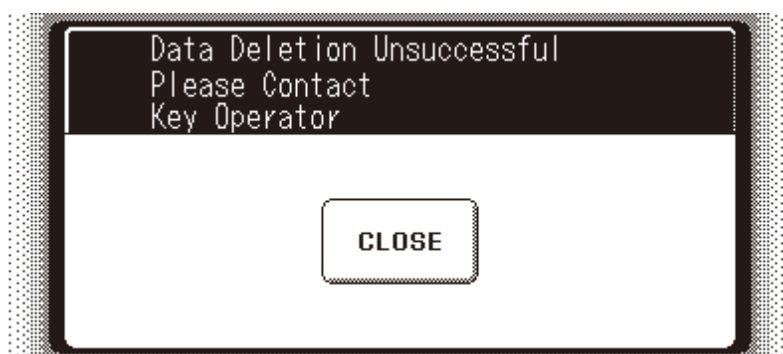 Data Deletion Unsuccessful
Please Contact
Key Operator
CLOSE